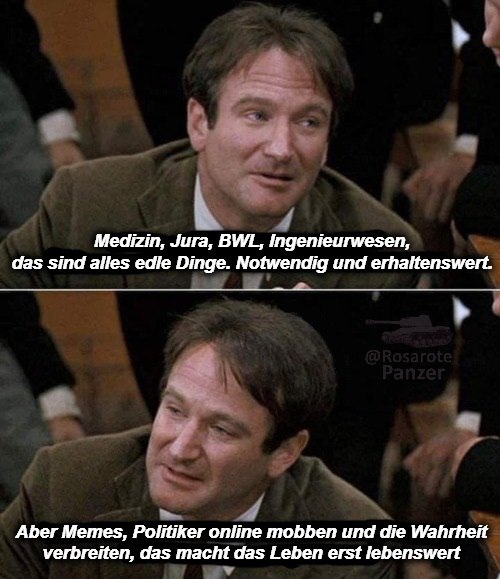 Medizin, Jura, BWL, Ingenieurwesen,
das sind alles edle Dinge. Notwendig und erhaltenswert.
@Rosarote
Panzer
Aber Memes, Politiker online mobben und die Wahrheit
verbreiten, das macht das Leben erst lebenswert